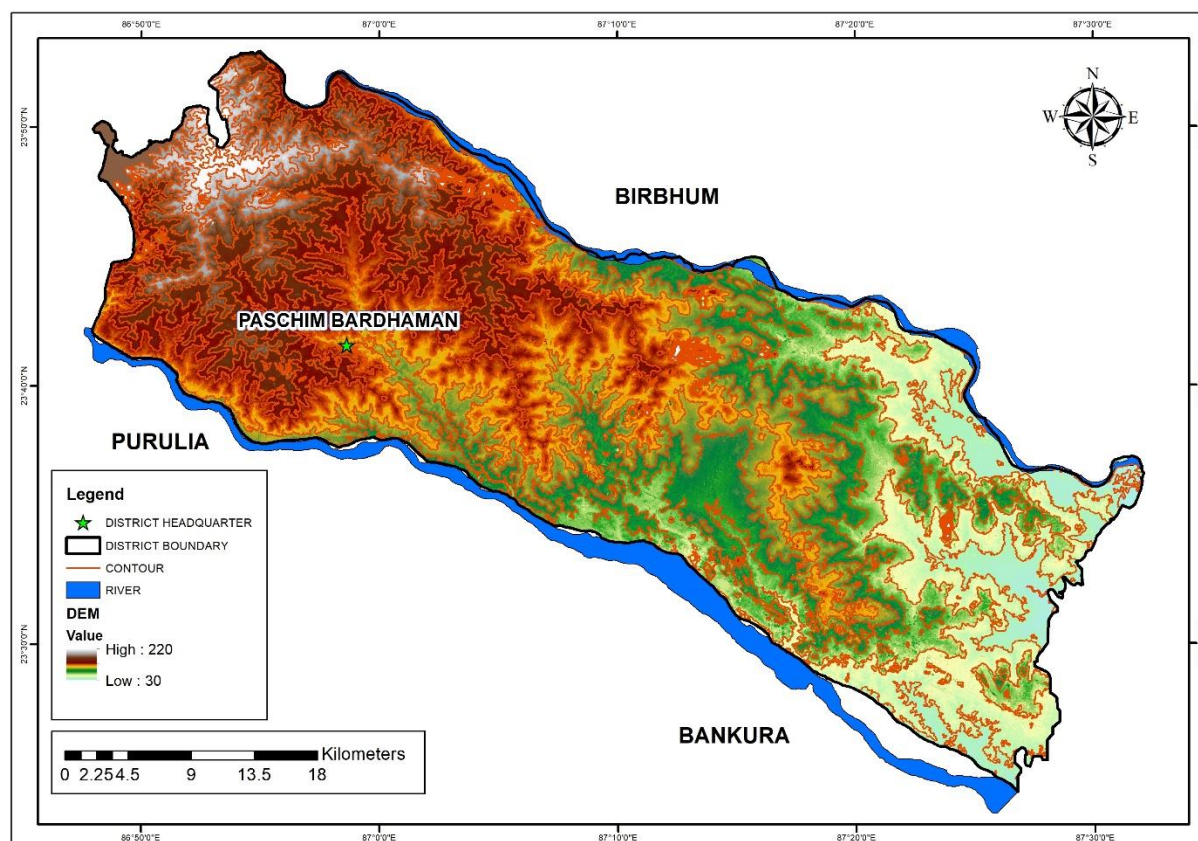 86°50'0"E 87°0'0"E 87°10'0"E 87°20'0"E 87°30'0"E
N
W E
S
23°50'0"N
BIRBHUM
PASCHIM BARDHAMAN
23°40'0"N
PURULIA
Legend
DISTRICT HEADQUARTER
DISTRICT BOUNDARY
CONTOUR
RIVER
DEM
Value
High : 220
Low : 30
23°30'0"N
BANKURA
Kilometers
0 2.25 4.5 9 13.5 18
86°50'0"E 87°0'0"E 87°10'0"E 87°20'0"E 87°30'0"E